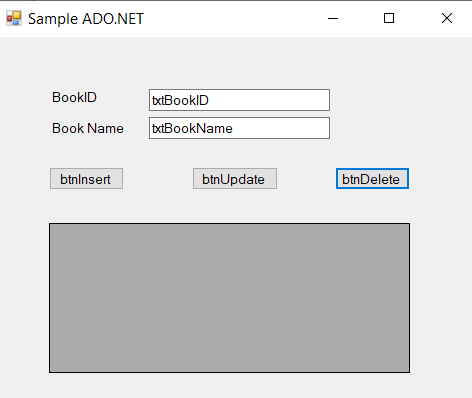 Sample ADO.NET
BookID txtBookID
Book Name txtBookName
btnInsert btnUpdate btnDelete